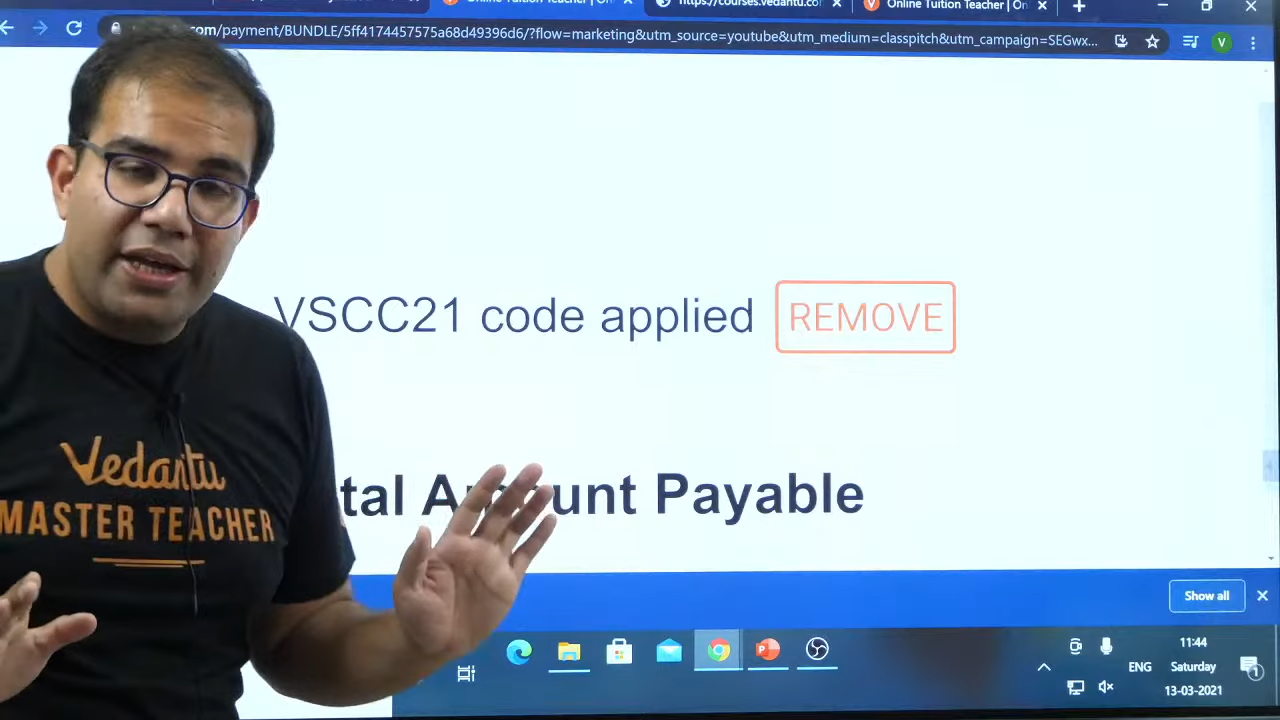 Online Tuition Teacher | On
https://courses.vedantu.co
Online Tuition Teacher | On
.com/payment/BUNDLE/5ff4174457575a68d49396d6/?flow=marketing&utm_source=youtube&utm_medium=classpitch&utm_campaign=SEGwx...
V
VSCC21 code applied
REMOVE
tal Amount Payable
Vedantu
MASTER TEACHER
Show all
11:44
ENG
Saturday
13-03-2021
1